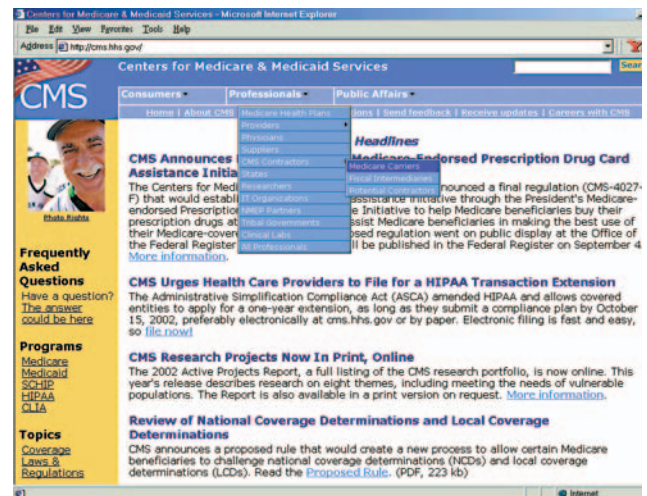 Centers for Medicare & Medicaid Services - Microsoft Internet Explorer
File Edit View Favorites Tools Help
Address http://cms.hhs.gov/
Centers for Medicare & Medicaid Services
Sear
CMS
Consumers Professionals Public Affairs
Home | About CMS
ions | Send feedback | Receive updates | Careers with CMS
Medicare Health Plans
Providers
Physicians
Suppliers
CMS Contractors
States
Researchers
IT Organizations
NMEP Partners
Tribal Governments
Clinical Labs
All Professionals
Medicare Carriers
Fiscal Intermediaries
Potential Contractors
Photo Rights
Frequently
Asked
Questions
Have a question?
The answer
could be here
Programs
Medicare
Medicaid
SCHIP
HIPAA
CLIA
Topics
Coverage
Laws &
Regulations
Headlines
CMS Announces Medicare-Endorsed Prescription Drug Card
Assistance Initia
The Centers for Medi nounced a final regulation (CMS-4027-
F) that would establi assistance initiative through the President's Medicare-
endorsed Prescription e Initiative to help Medicare beneficiaries buy their
prescription drugs at ssist Medicare beneficiaries in making the best use of
their Medicare-cover osed regulation went on public display at the Office of
the Federal Register ll be published in the Federal Register on September 4
More information.
CMS Urges Health Care Providers to File for a HIPAA Transaction Extension
The Administrative Simplification Compliance Act (ASCA) amended HIPAA and allows covered
entities to apply for a one-year extension, as long as they submit a compliance plan by October
15, 2002, preferably electronically at cms.hhs.gov or by paper. Electronic filing is fast and easy,
so file now!
CMS Research Projects Now In Print, Online
The 2002 Active Projects Report, a full listing of the CMS research portfolio, is now online. This
year's release describes research on eight themes, including meeting the needs of vulnerable
populations. The Report is also available in a print version on request. More information.
Review of National Coverage Determinations and Local Coverage
Determinations
CMS announces a proposed rule that would create a new process to allow certain Medicare
beneficiaries to challenge national coverage determinations (NCDs) and local coverage
determinations (LCDs). Read the Proposed Rule. (PDF, 223 kb)
Internet